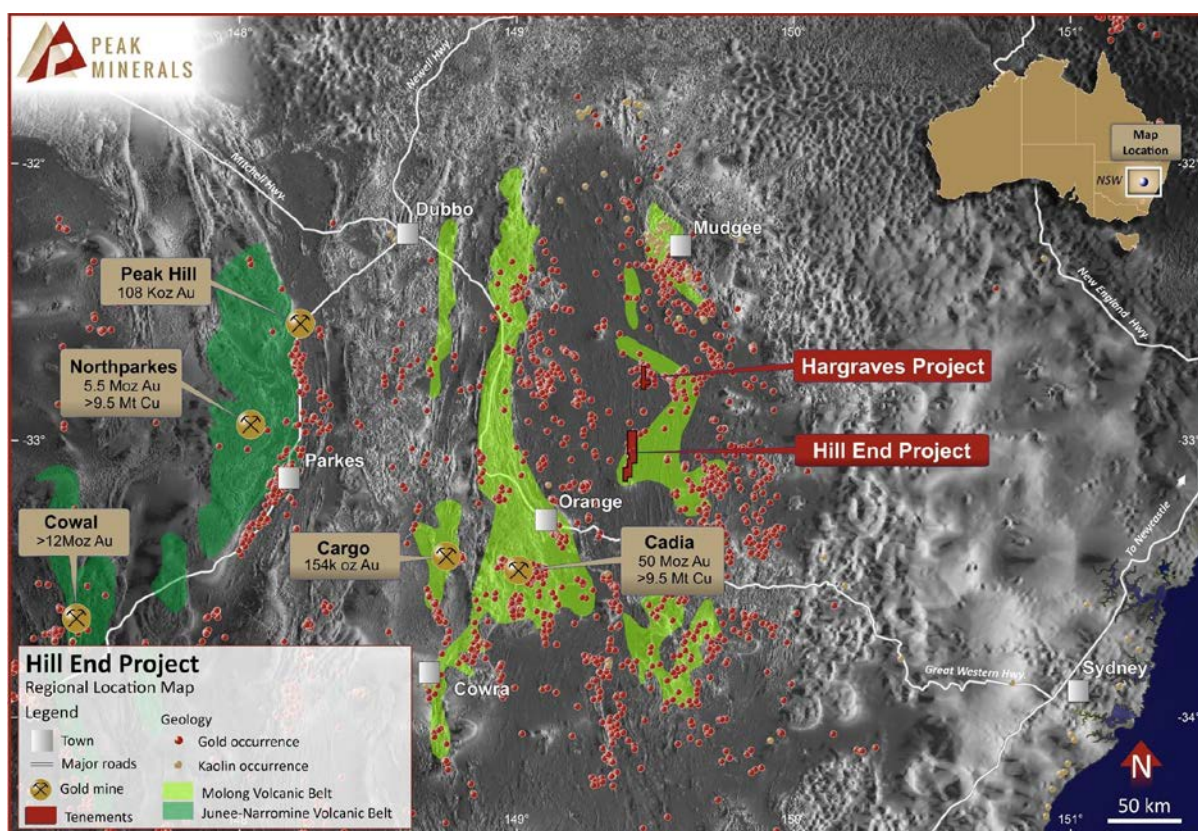 PEAK
MINERALS
148°
149°
150°
151°
-32°
-32°
-33°
-33°
-34°
-34°
149°
150°
151°
Newell Hwy
Mitchell Hwy.
New England Hwy
Great Western Hwy.
To Newcastle
Map
Location
NSW
Dubbo
Mudgee
Peak Hill
108 Koz Au
Northparkes
5.5 Moz Au
>9.5 Mt Cu
Hargraves Project
Hill End Project
Parkes
Orange
Cowal
>12Moz Au
Cargo
154k oz Au
Cadia
50 Moz Au
>9.5 Mt Cu
Cowra
Sydney
Hill End Project
Regional Location Map
Legend
Town
Major roads
Gold mine
Tenements
Geology
Gold occurrence
Kaolin occurrence
Molong Volcanic Belt
Junee-Narromine Volcanic Belt
N
50 km